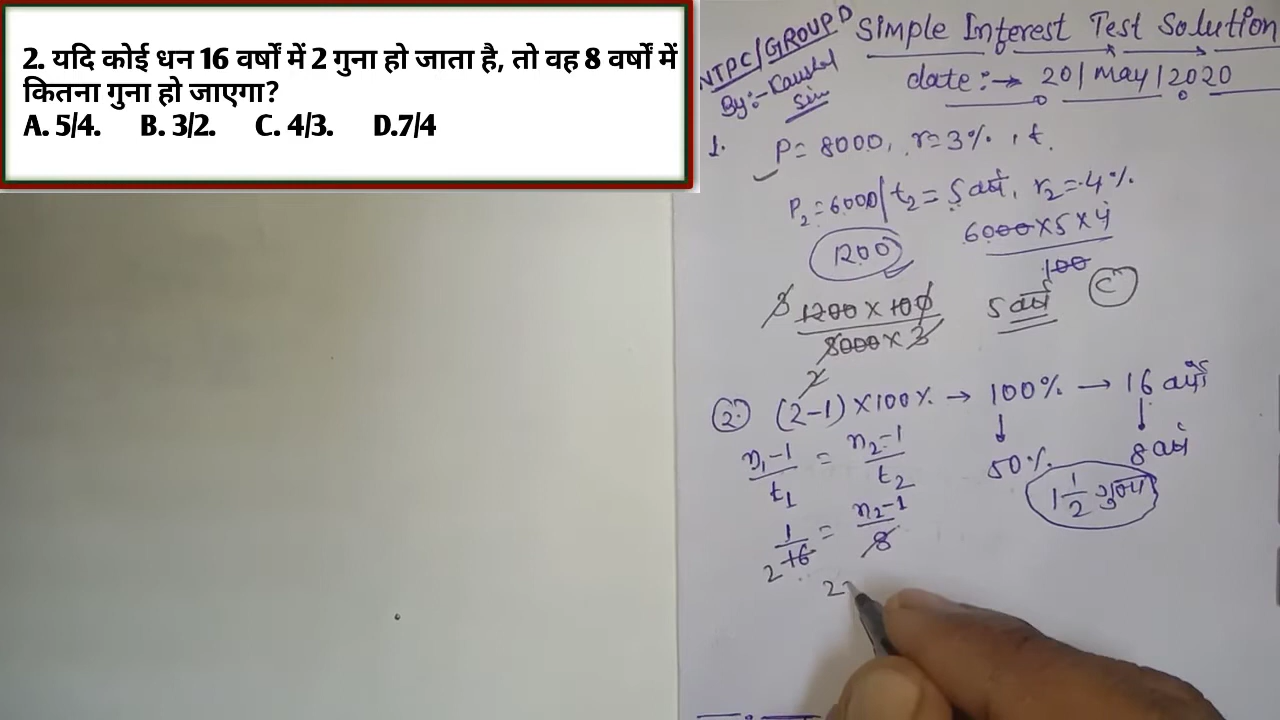 2. यदि कोई धन 16 वर्षों में 2 गुना हो जाता है, तो वह 8 वर्षों में
कितना गुना हो जाएगा?
A. 5/4. B. 3/2. C. 4/3. D.7/4
NTPC/GROUP D
By:- Kaushal
Sir
Simple Interest Test Solution
date:→ 20/may/2020
1. P= 8000, r=3%, t.
P₂=6000/ t₂= 5 वर्ष, r₂=4%
1200
6000×5×4
100
1200 × 100
8000 × 3
2
5 वर्ष
C
2. (2-1)×100% → 100% → 16 वर्षों
50%
8 वर्ष
1 1/2 गुना
n₁-1/t₁ = n₂-1/t₂
1/16 = n₂-1/8
2